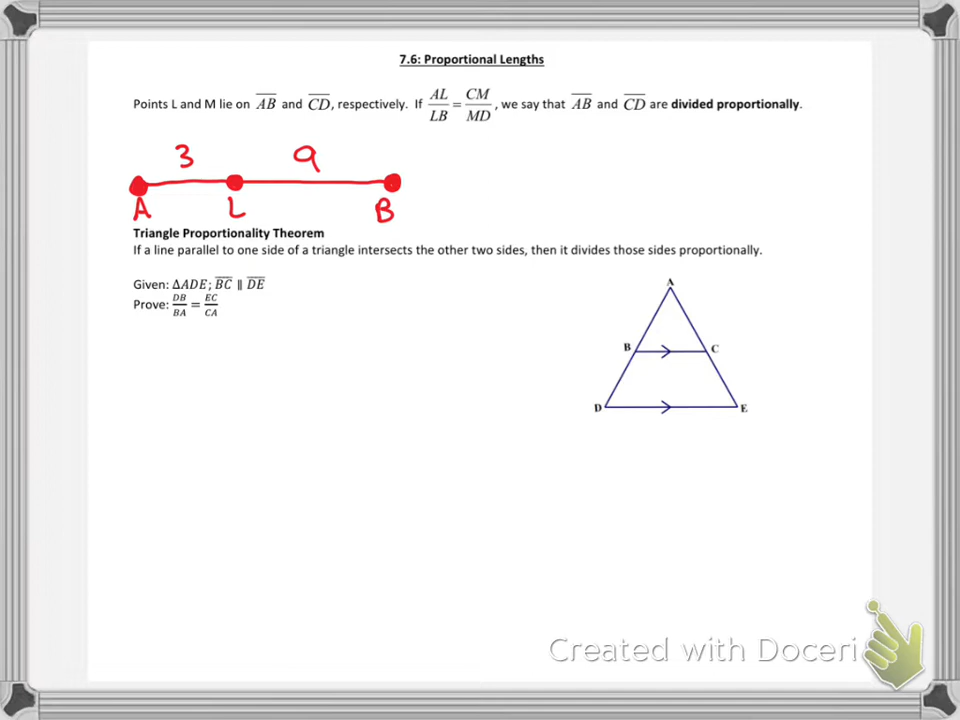 7.6: Proportional Lengths
Points L and M lie on AB and CD, respectively. If AL/LB = CM/MD, we say that AB and CD are divided proportionally.
3 9
A L B
Triangle Proportionality Theorem
If a line parallel to one side of a triangle intersects the other two sides, then it divides those sides proportionally.
Given: ΔADE; BC ∥ DE
Prove: DB/BA = EC/CA
A
B C
D E
Created with Doceri